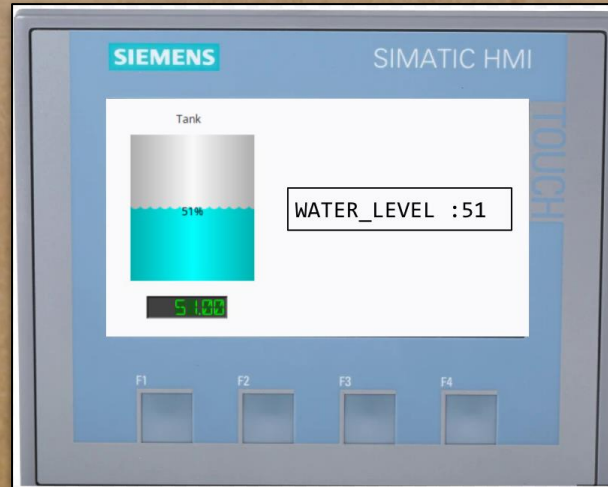 SIEMENS
SIMATIC HMI
TOUCH
Tank
51%
WATER_LEVEL :51
51.00
F1
F2
F3
F4